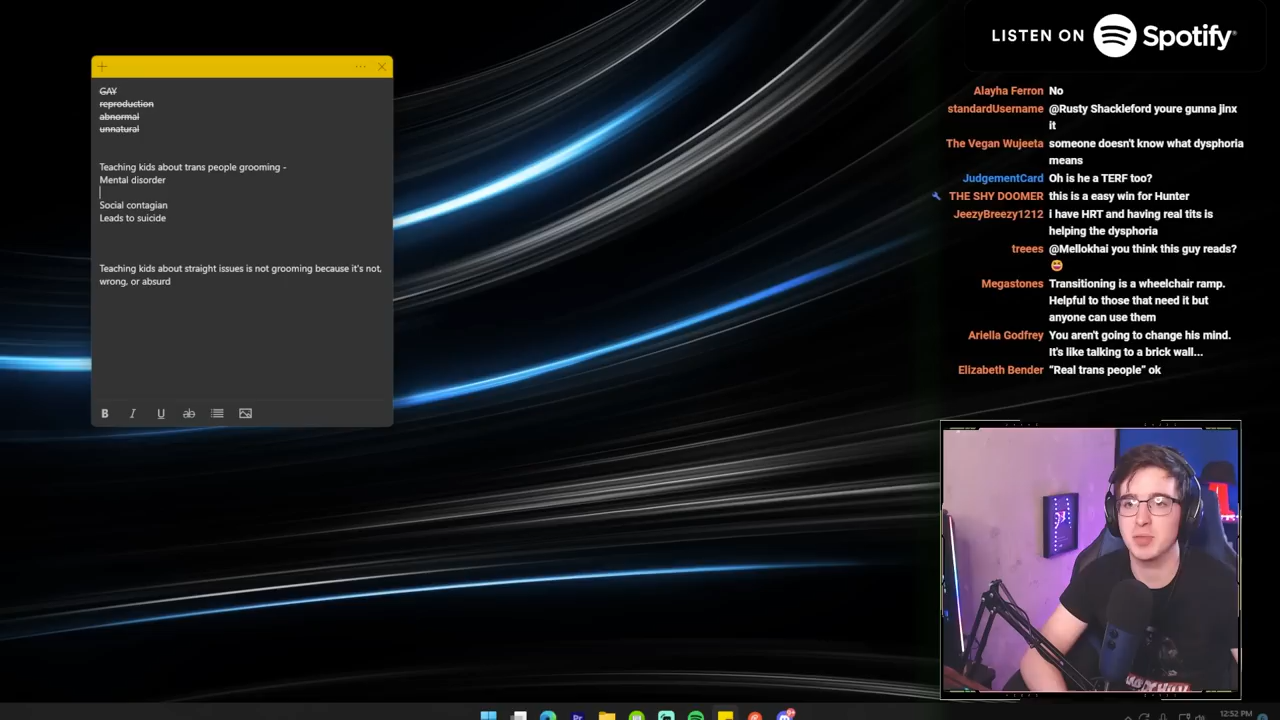 GAY
reproduction
abnormal
unnatural
Teaching kids about trans people grooming -
Mental disorder
Social contagian
Leads to suicide
Teaching kids about straight issues is not grooming because it's not,
wrong, or absurd
B I U ab
LISTEN ON Spotify
Alayha Ferron No
standardUsername @Rusty Shackleford youre gunna jinx
it
The Vegan Wujeeta someone doesn't know what dysphoria
means
JudgementCard Oh is he a TERF too?
THE SHY DOOMER this is a easy win for Hunter
JeezyBreezy1212 i have HRT and having real tits is
helping the dysphoria
treees @Mellokhai you think this guy reads?
Megastones Transitioning is a wheelchair ramp.
Helpful to those that need it but
anyone can use them
Ariella Godfrey You aren't going to change his mind.
It's like talking to a brick wall...
Elizabeth Bender “Real trans people” ok
Pr
12:52 PM